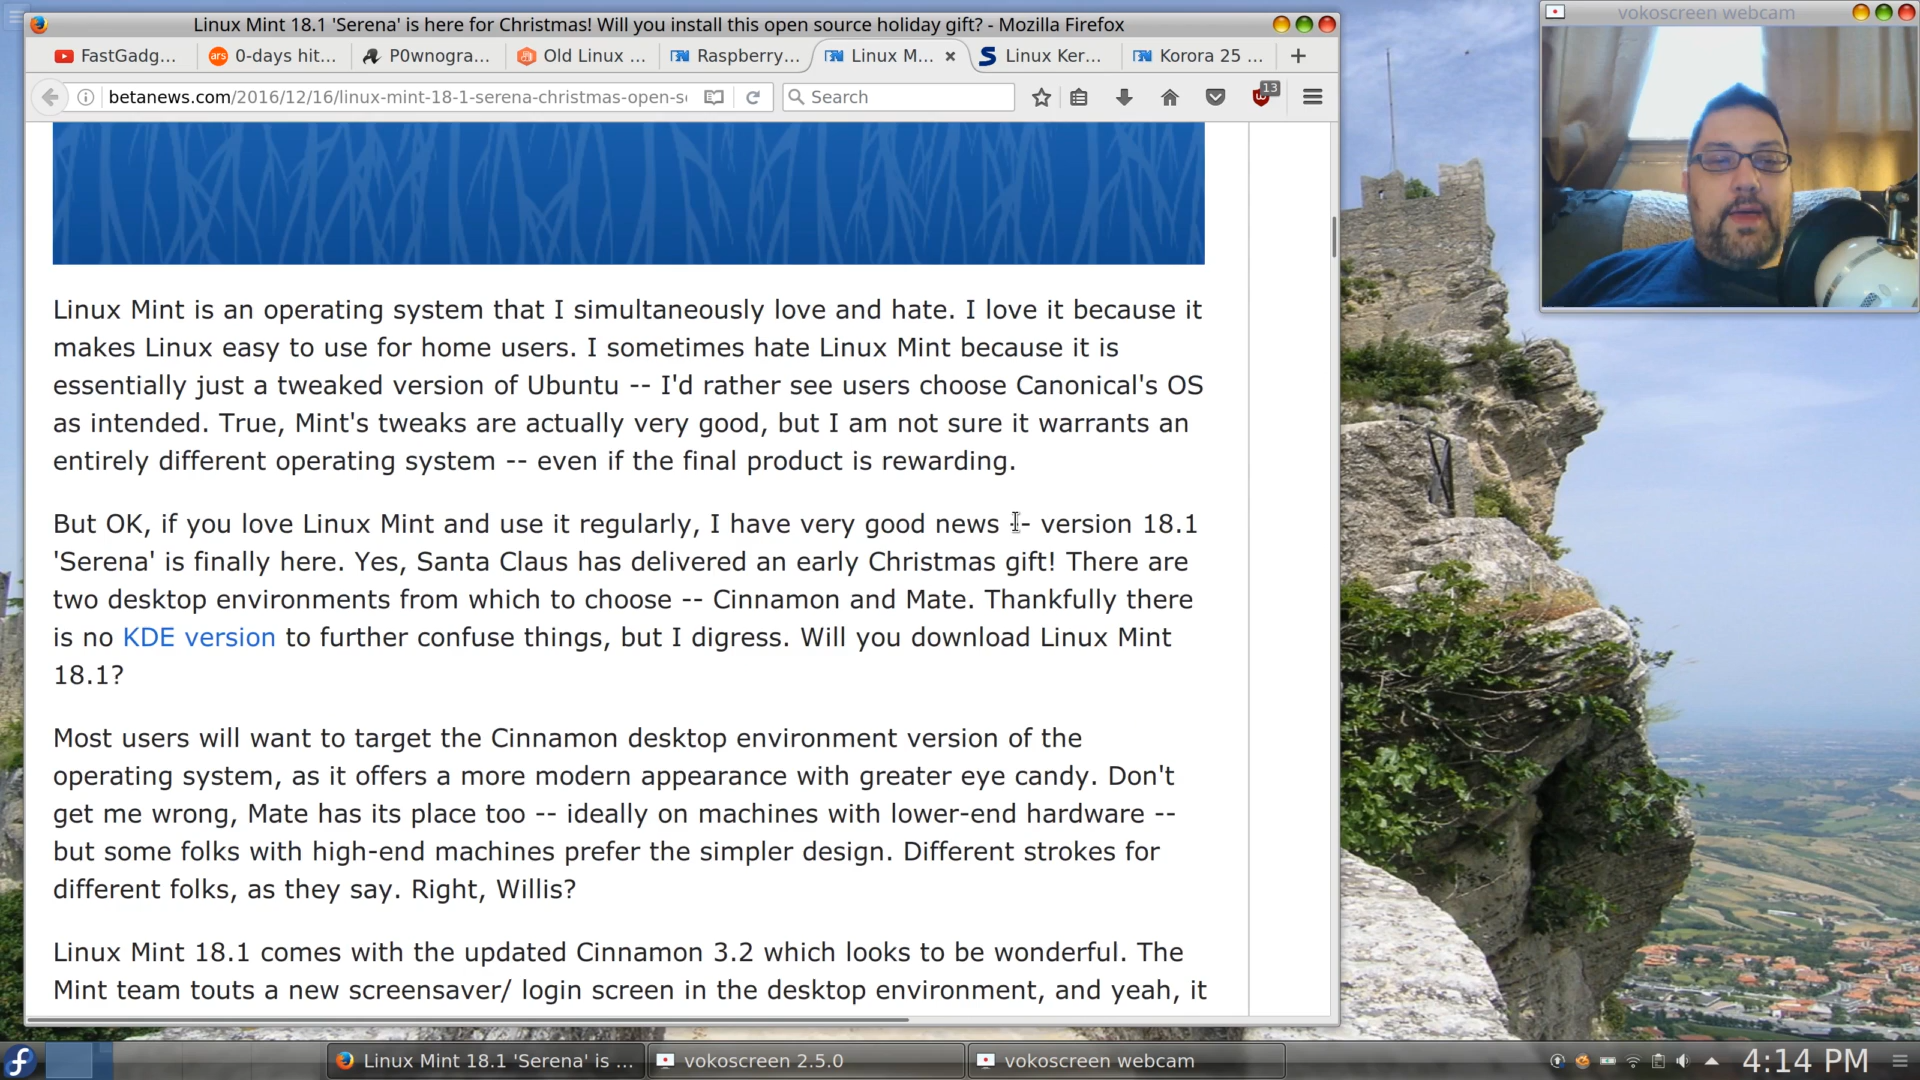 Linux Mint 18.1 'Serena' is here for Christmas! Will you install this open source holiday gift? - Mozilla Firefox
vokoscreen webcam
FastGadg...
ars 0-days hit...
P0wnogra...
Old Linux ...
Raspberry...
Linux M...
Linux Ker...
Korora 25 ...
betanews.com/2016/12/16/linux-mint-18-1-serena-christmas-open-s
Search
13
Linux Mint is an operating system that I simultaneously love and hate. I love it because it
makes Linux easy to use for home users. I sometimes hate Linux Mint because it is
essentially just a tweaked version of Ubuntu -- I'd rather see users choose Canonical's OS
as intended. True, Mint's tweaks are actually very good, but I am not sure it warrants an
entirely different operating system -- even if the final product is rewarding.
But OK, if you love Linux Mint and use it regularly, I have very good news -- version 18.1
'Serena' is finally here. Yes, Santa Claus has delivered an early Christmas gift! There are
two desktop environments from which to choose -- Cinnamon and Mate. Thankfully there
is no KDE version to further confuse things, but I digress. Will you download Linux Mint
18.1?
Most users will want to target the Cinnamon desktop environment version of the
operating system, as it offers a more modern appearance with greater eye candy. Don't
get me wrong, Mate has its place too -- ideally on machines with lower-end hardware --
but some folks with high-end machines prefer the simpler design. Different strokes for
different folks, as they say. Right, Willis?
Linux Mint 18.1 comes with the updated Cinnamon 3.2 which looks to be wonderful. The
Mint team touts a new screensaver/ login screen in the desktop environment, and yeah, it
Linux Mint 18.1 'Serena' is ...
vokoscreen 2.5.0
vokoscreen webcam
4:14 PM